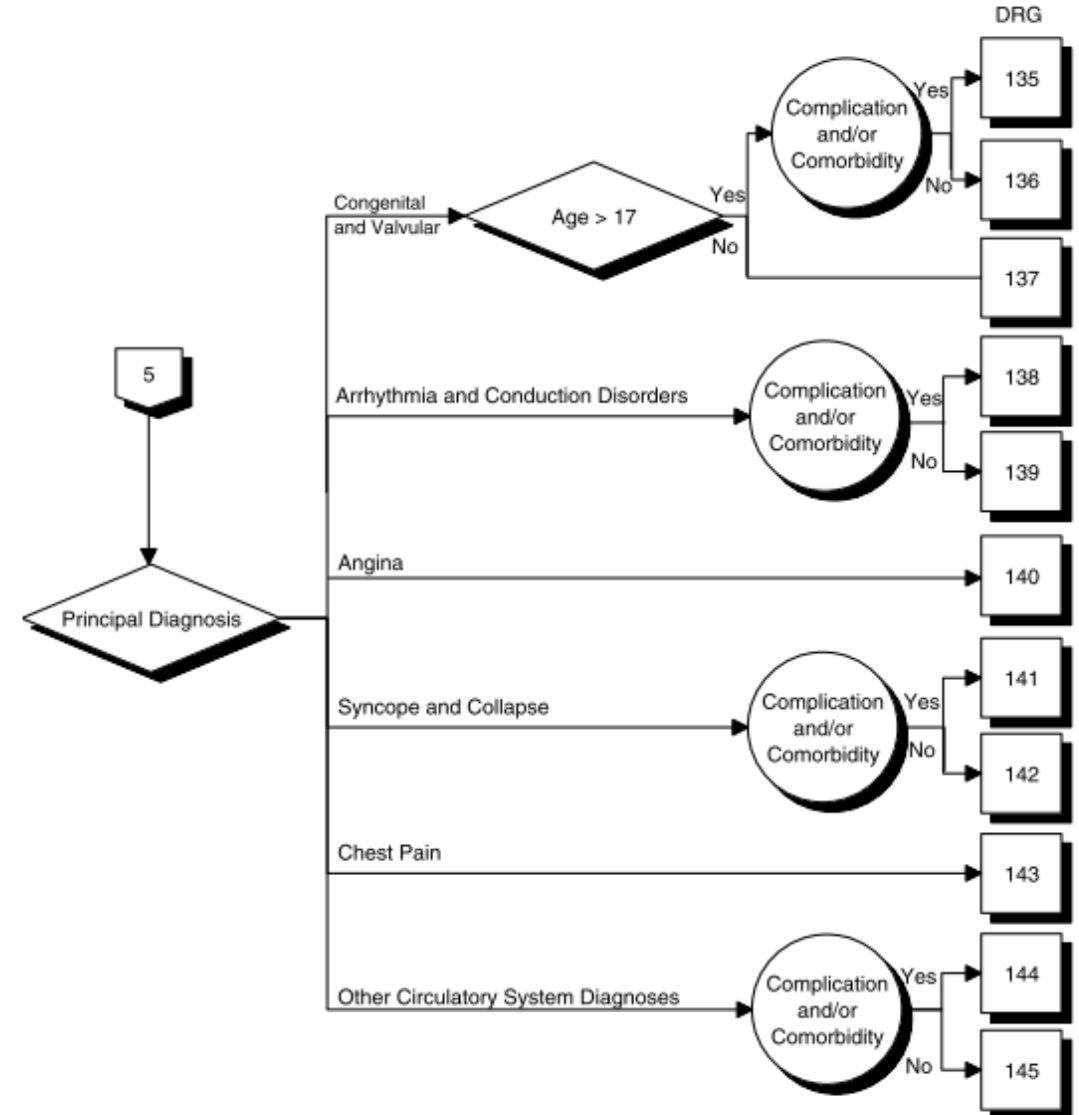 DRG
135
Complication
and/or
Comorbidity
Yes
No
136
Congenital
and Valvular
Age > 17
Yes
No
137
5
Arrhythmia and Conduction Disorders
Complication
and/or
Comorbidity
Yes
No
138
139
Angina
140
Principal Diagnosis
Syncope and Collapse
Complication
and/or
Comorbidity
Yes
No
141
142
Chest Pain
143
Other Circulatory System Diagnoses
Complication
and/or
Comorbidity
Yes
No
144
145